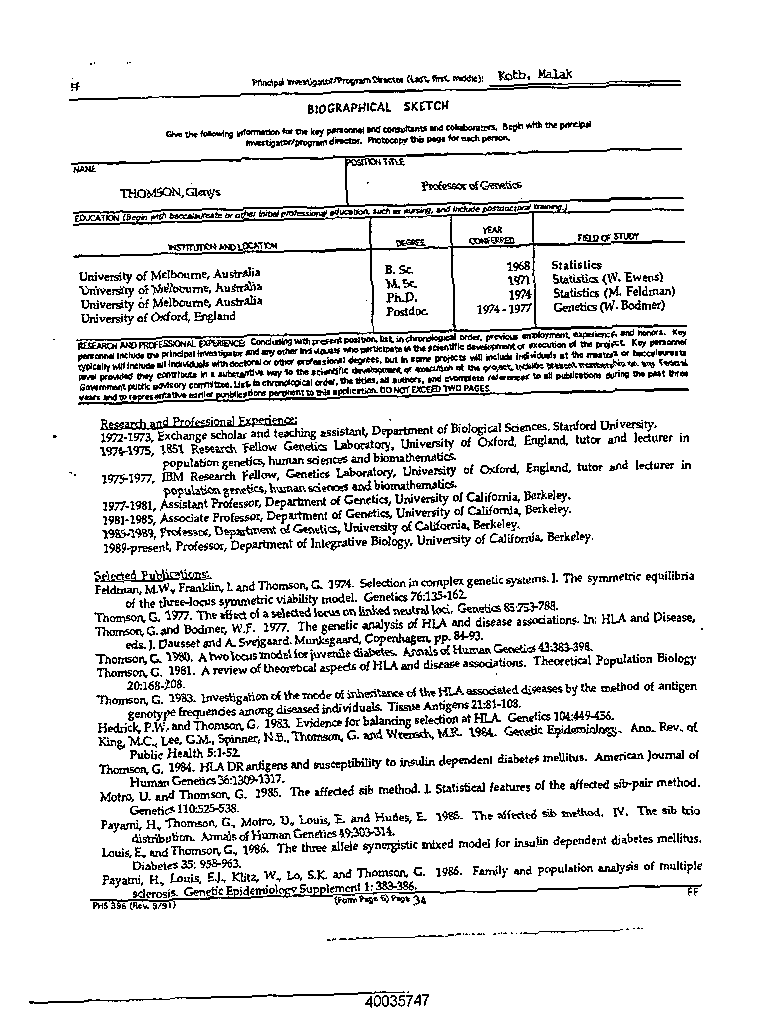 FF
Principal Investigator/Program Director (Last, first, middle): Kotb, Malak
BIOGRAPHICAL SKETCH
Give the following information for the key personnel and consultants and collaborators. Begin with the principal
investigator/program director. Photocopy this page for each person.
NAME POSITION TITLE
THOMSON, Glenys Professor of Genetics
EDUCATION (Begin with baccalaureate or other initial professional education, such as nursing, and include postdoctoral training.)
INSTITUTION AND LOCATION DEGREE YEAR CONFERRED FIELD OF STUDY
University of Melbourne, Australia B. Sc. 1968 Statistics
University of Melbourne, Australia M. Sc. 1971 Statistics (W. Ewens)
University of Melbourne, Australia Ph.D. 1974 Statistics (M. Feldman)
University of Oxford, England Postdoc 1974 - 1977 Genetics (W. Bodmer)
RESEARCH AND PROFESSIONAL EXPERIENCE: Concluding with present position, list, in chronological order, previous employment, experience, and honors. Key
personnel include the principal investigator and any other individuals who participate in the scientific development or execution of the project. Key personnel
typically will include all individuals with doctoral or other professional degrees, but in some projects will include individuals at the masters or baccalaureate
level provided they contribute in a substantive way to the scientific development or execution of the project. Include present membership on any Federal
Government public advisory committee. List, in chronological order, the titles, all authors, and complete references to all publications during the past three
years and to representative earlier publications pertinent to this application. DO NOT EXCEED TWO PAGES.
Research and Professional Experience:
1972-1973, Exchange scholar and teaching assistant, Department of Biological Sciences, Stanford University.
1974-1975, 1851 Research Fellow Genetics Laboratory, University of Oxford, England, tutor and lecturer in
population genetics, human sciences and biomathematics.
1975-1977, IBM Research Fellow, Genetics Laboratory, University of Oxford, England, tutor and lecturer in
population genetics, human sciences and biomathematics.
1977-1981, Assistant Professor, Department of Genetics, University of California, Berkeley.
1981-1985, Associate Professor, Department of Genetics, University of California, Berkeley.
1985-1989, Professor, Department of Genetics, University of California, Berkeley.
1989-present, Professor, Department of Integrative Biology, University of California, Berkeley.
Selected Publications:
Feldman, M.W., Franklin, I. and Thomson, G. 1974. Selection in complex genetic systems. I. The symmetric equilibria
of the three-locus symmetric viability model. Genetics 76:135-162.
Thomson, G. 1977. The effect of a selected locus on linked neutral loci. Genetics 85:753-788.
Thomson, G. and Bodmer, W.F. 1977. The genetic analysis of HLA and disease associations. In: HLA and Disease,
eds. J. Dausset and A. Svejgaard. Munksgaard, Copenhagen, pp. 84-93.
Thomson, G. 1980. A two locus model for juvenile diabetes. Annals of Human Genetics 43:383-398.
Thomson, G. 1981. A review of theoretical aspects of HLA and disease associations. Theoretical Population Biology
20:168-208.
Thomson, G. 1983. Investigation of the mode of inheritance of the HLA associated diseases by the method of antigen
genotype frequencies among diseased individuals. Tissue Antigens 21:81-108.
Hedrick, P.W. and Thomson, G. 1983. Evidence for balancing selection at HLA. Genetics 104:449-456.
King, M.C., Lee, G.M., Spinner, N.B., Thomson, G. and Wrensch, M.R. 1984. Genetic Epidemiology. Ann. Rev. of
Public Health 5:1-52.
Thomson, G. 1984. HLA DR antigens and susceptibility to insulin dependent diabetes mellitus. American Journal of
Human Genetics 36:1309-1317.
Motro, U. and Thomson, G. 1985. The affected sib method. I. Statistical features of the affected sib-pair method.
Genetics 110:525-538.
Payami, H., Thomson, G., Motro, U., Louis, E. and Hudes, E. 1985. The affected sib method. IV. The sib trio
distribution. Annals of Human Genetics 49:303-314.
Louis, E., and Thomson, G., 1986. The three allele synergistic mixed model for insulin dependent diabetes mellitus.
Diabetes 35: 958-963.
Payami, H., Louis, E.J., Klitz, W., Lo, S.K. and Thomson, G. 1986. Family and population analysis of multiple
sclerosis. Genetic Epidemiology Supplement 1: 383-386.
PHS 398 (Rev. 9/91) (Form Page 6) Page 34 FF
40035747